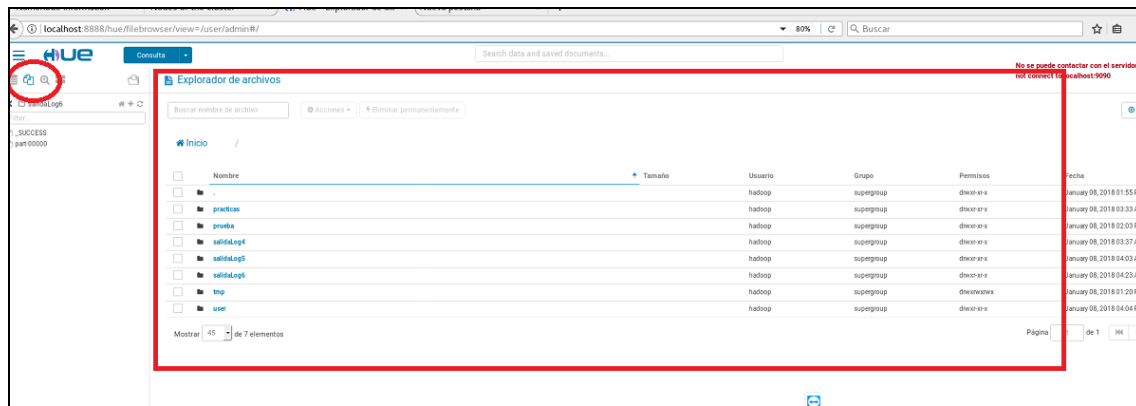 localhost:8888/hue/filebrowser/view=/user/admin#/
80%
Buscar
HUE
Consulta
Search data and saved documents...
No se puede contactar con el servidor
not connect to localhost:9090
Explorador de archivos
salidaLog6
Buscar nombre de archivo
Acciones
Eliminar permanentemente
_SUCCESS
part-00000
Inicio /
Nombre Tamaño Usuario Grupo Permisos Fecha
. hadoop supergroup drwxr-xr-x January 08, 2018 01:55
practicas hadoop supergroup drwxr-xr-x January 08, 2018 03:33
prueba hadoop supergroup drwxr-xr-x January 08, 2018 02:03
salidaLog4 hadoop supergroup drwxr-xr-x January 08, 2018 03:37
salidaLog5 hadoop supergroup drwxr-xr-x January 08, 2018 04:03
salidaLog6 hadoop supergroup drwxr-xr-x January 08, 2018 04:23
tmp hadoop supergroup drwxrwxrwx January 08, 2018 01:20
user hadoop supergroup drwxr-xr-x January 08, 2018 04:04
Mostrar 45 de 7 elementos
Página de 1